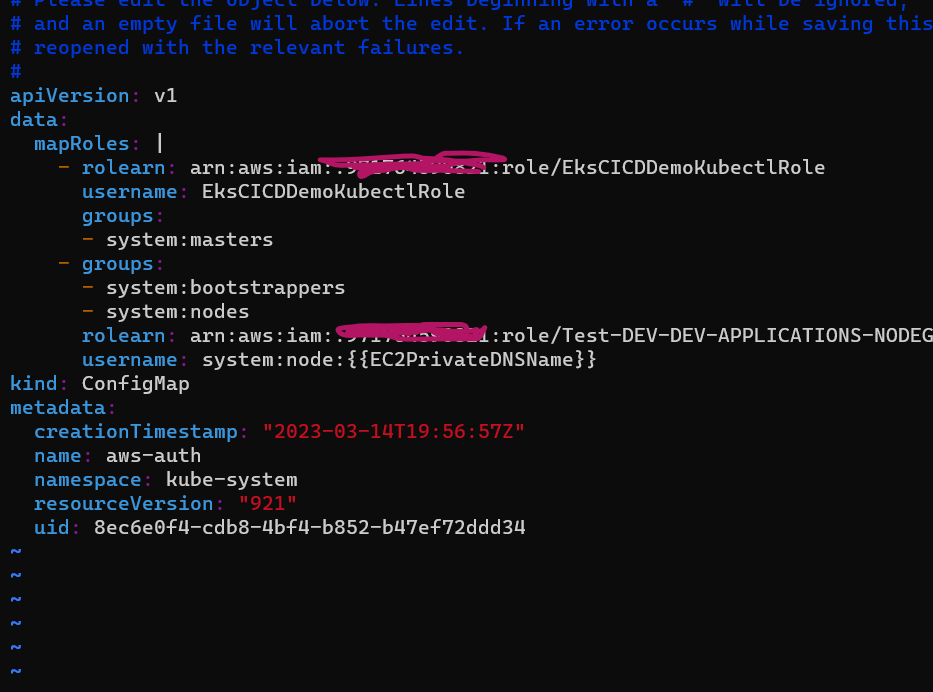 # Please edit the object below. Lines beginning with a '#' will be ignored,
# and an empty file will abort the edit. If an error occurs while saving this
# reopened with the relevant failures.
#
apiVersion: v1
data:
  mapRoles: |
    - rolearn: arn:aws:iam::role/EksCICDDemoKubectlRole
      username: EksCICDDemoKubectlRole
      groups:
      - system:masters
    - groups:
      - system:bootstrappers
      - system:nodes
      rolearn: arn:aws:iam::role/Test-DEV-DEV-APPLICATIONS-NODEG
      username: system:node:{{EC2PrivateDNSName}}
kind: ConfigMap
metadata:
  creationTimestamp: "2023-03-14T19:56:57Z"
  name: aws-auth
  namespace: kube-system
  resourceVersion: "921"
  uid: 8ec6e0f4-cdb8-4bf4-b852-b47ef72ddd34
~
~
~
~
~
~